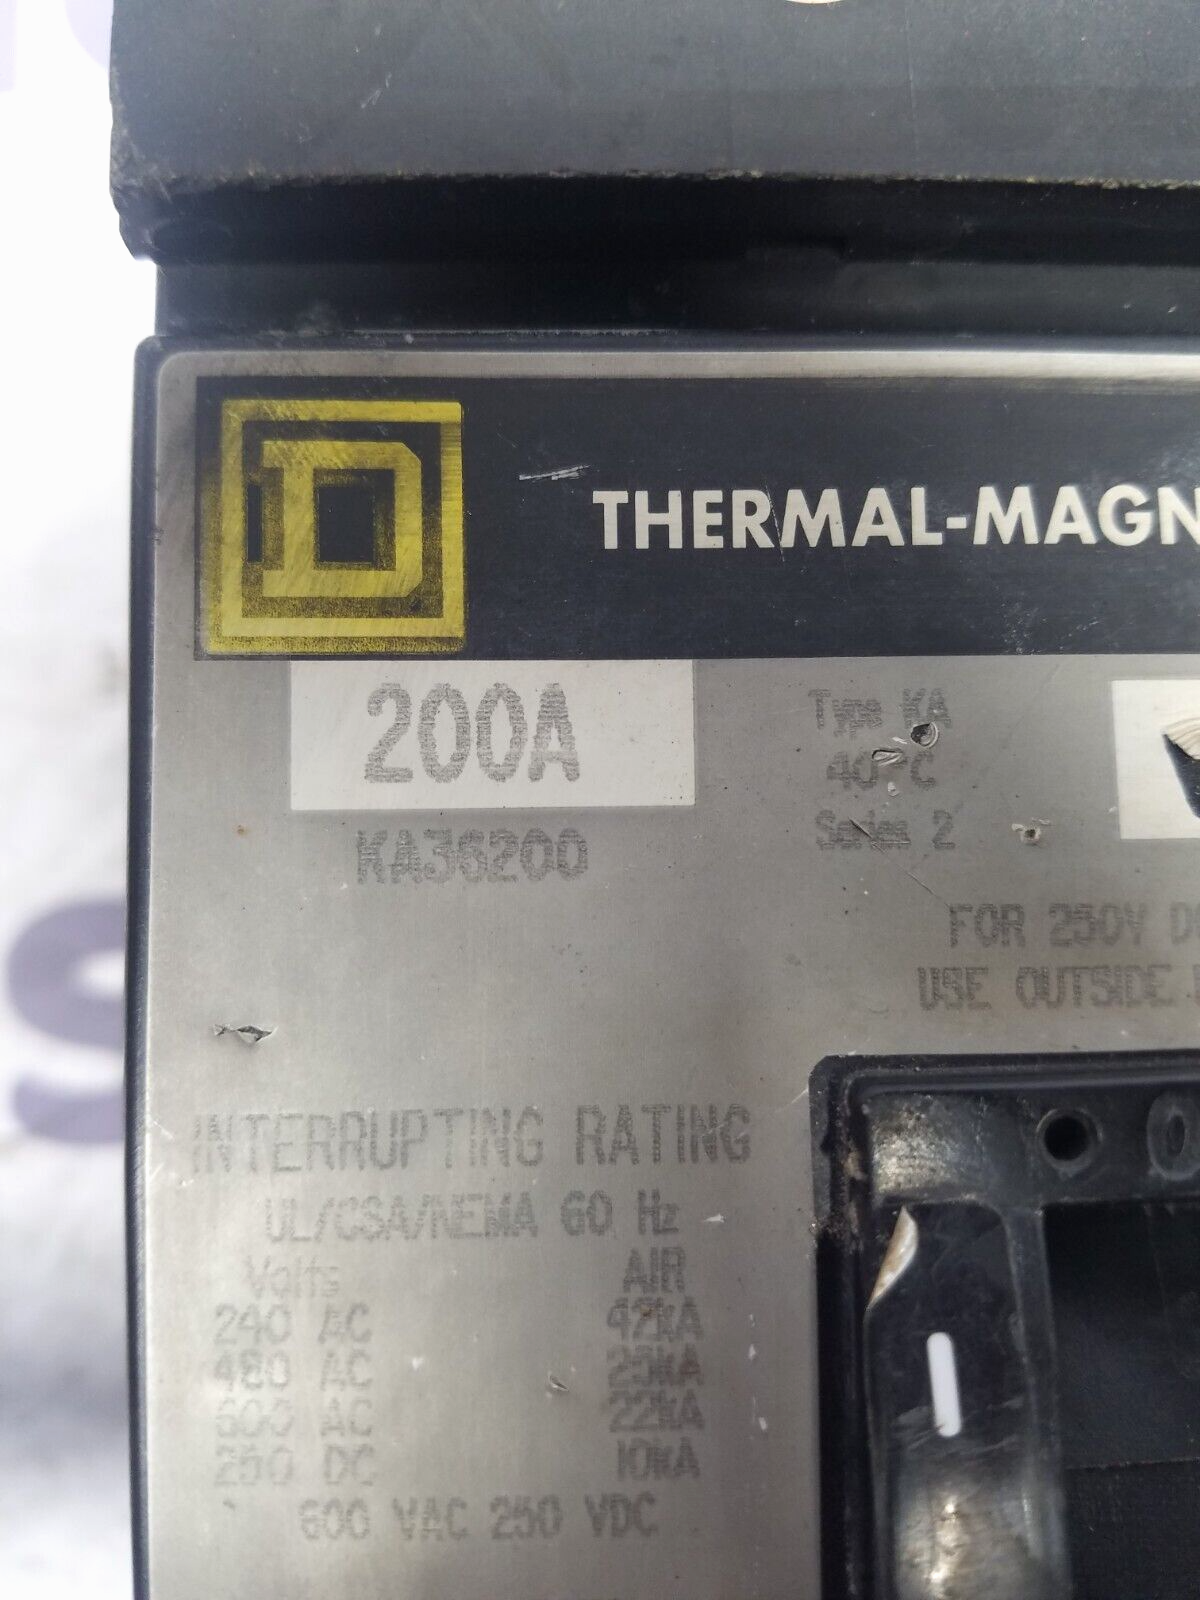 D
THERMAL-MAGN
200A
KA36200
Type KA
40°C
Series 2
FOR 250V D
USE OUTSIDE
INTERRUPTING RATING
UL/CSA/NEMA 60 Hz
Volts AIR
240 AC 42kA
480 AC 25kA
600 AC 22kA
250 DC 10kA
600 VAC 250 VDC
O
S